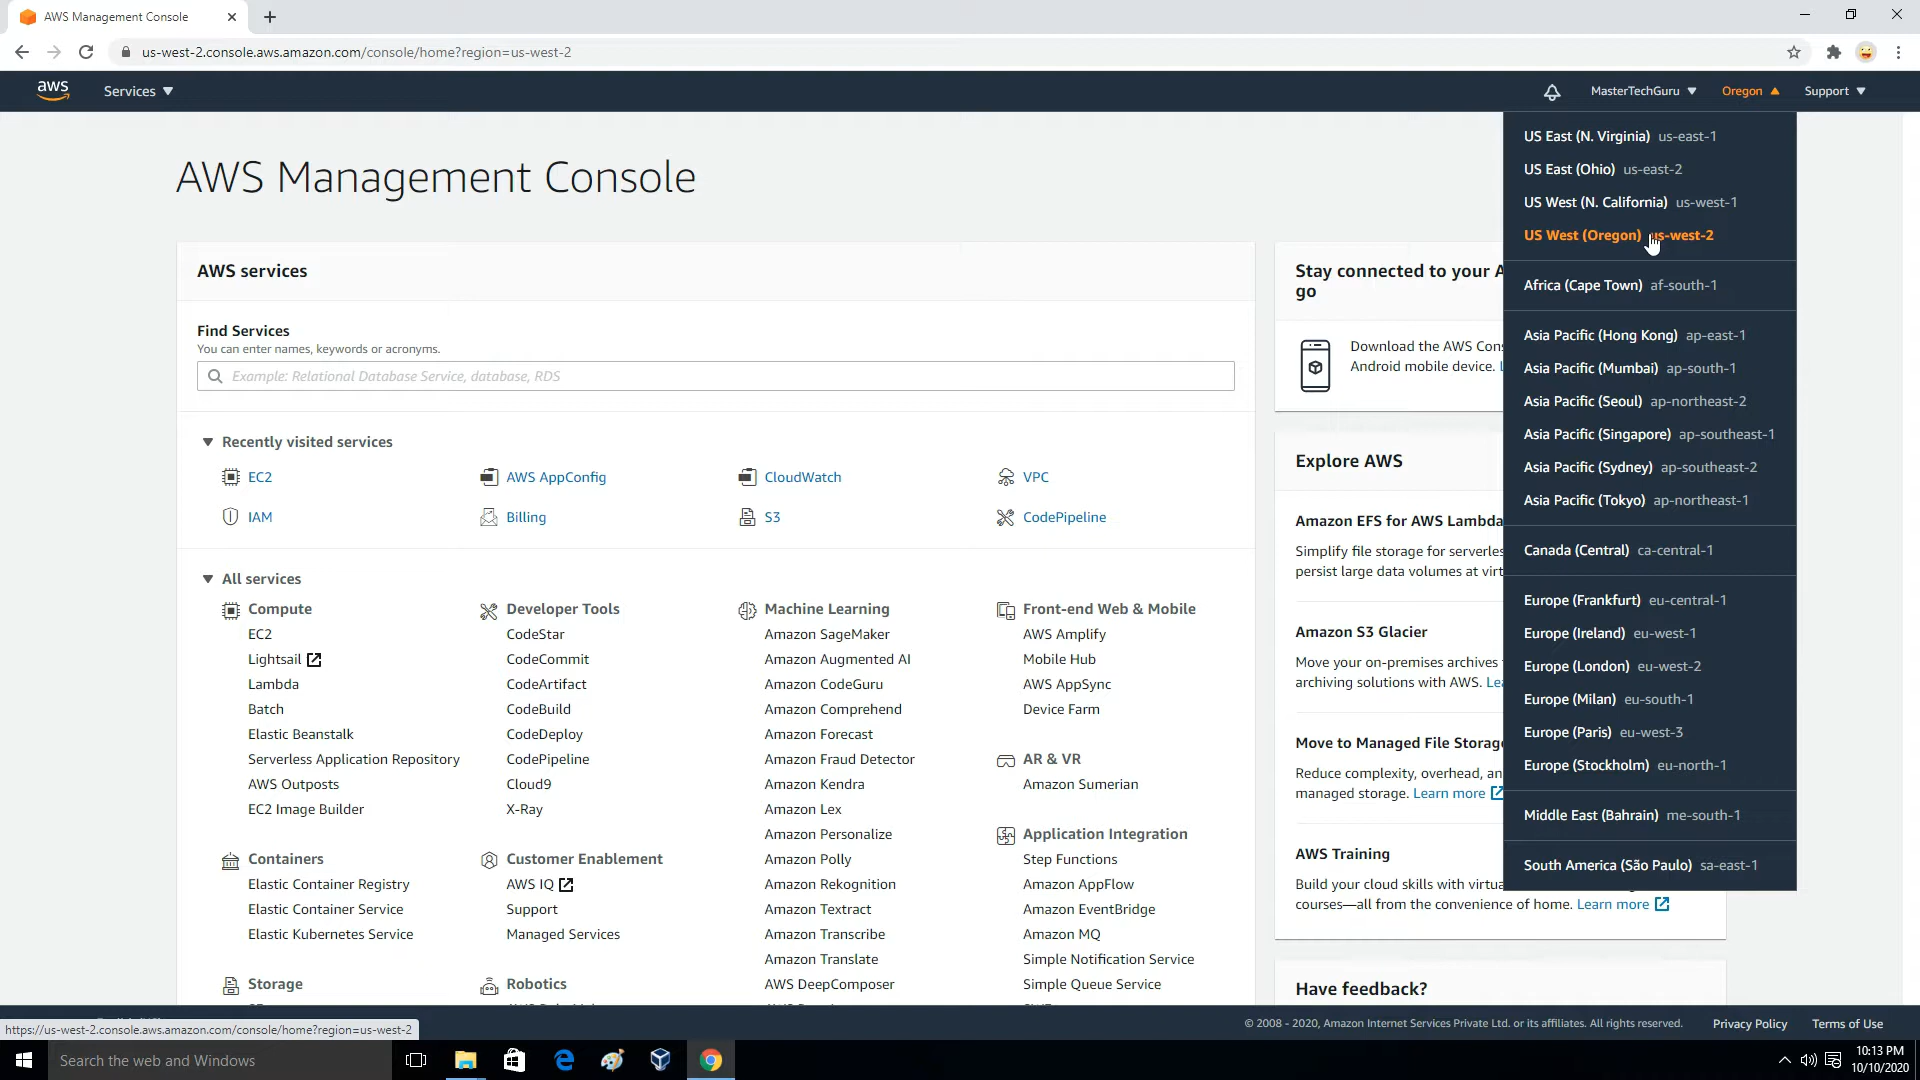 AWS Management Console
us-west-2.console.aws.amazon.com/console/home?region=us-west-2
aws
Services
MasterTechGuru
Oregon
Support
AWS Management Console
AWS services
Find Services
You can enter names, keywords or acronyms.
Example: Relational Database Service, database, RDS
Recently visited services
EC2
AWS AppConfig
CloudWatch
VPC
IAM
Billing
S3
CodePipeline
All services
Compute
EC2
Lightsail
Lambda
Batch
Elastic Beanstalk
Serverless Application Repository
AWS Outposts
EC2 Image Builder
Containers
Elastic Container Registry
Elastic Container Service
Elastic Kubernetes Service
Storage
Developer Tools
CodeStar
CodeCommit
CodeArtifact
CodeBuild
CodeDeploy
CodePipeline
Cloud9
X-Ray
Customer Enablement
AWS IQ
Support
Managed Services
Robotics
Machine Learning
Amazon SageMaker
Amazon Augmented AI
Amazon CodeGuru
Amazon Comprehend
Amazon Forecast
Amazon Fraud Detector
Amazon Kendra
Amazon Lex
Amazon Personalize
Amazon Polly
Amazon Rekognition
Amazon Textract
Amazon Transcribe
Amazon Translate
AWS DeepComposer
Front-end Web & Mobile
AWS Amplify
Mobile Hub
AWS AppSync
Device Farm
AR & VR
Amazon Sumerian
Application Integration
Step Functions
Amazon AppFlow
Amazon EventBridge
Amazon MQ
Simple Notification Service
Simple Queue Service
Stay connected to your A
go
Download the AWS Con
Android mobile device.
Explore AWS
Amazon EFS for AWS Lambda
Simplify file storage for serverles
persist large data volumes at virt
Amazon S3 Glacier
Move your on-premises archives
archiving solutions with AWS. Lea
Move to Managed File Storag
Reduce complexity, overhead, an
managed storage. Learn more
AWS Training
Build your cloud skills with virtua
courses—all from the convenience of home. Learn more
Have feedback?
US East (N. Virginia) us-east-1
US East (Ohio) us-east-2
US West (N. California) us-west-1
US West (Oregon) us-west-2
Africa (Cape Town) af-south-1
Asia Pacific (Hong Kong) ap-east-1
Asia Pacific (Mumbai) ap-south-1
Asia Pacific (Seoul) ap-northeast-2
Asia Pacific (Singapore) ap-southeast-1
Asia Pacific (Sydney) ap-southeast-2
Asia Pacific (Tokyo) ap-northeast-1
Canada (Central) ca-central-1
Europe (Frankfurt) eu-central-1
Europe (Ireland) eu-west-1
Europe (London) eu-west-2
Europe (Milan) eu-south-1
Europe (Paris) eu-west-3
Europe (Stockholm) eu-north-1
Middle East (Bahrain) me-south-1
South America (São Paulo) sa-east-1
https://us-west-2.console.aws.amazon.com/console/home?region=us-west-2
© 2008 - 2020, Amazon Internet Services Private Ltd. or its affiliates. All rights reserved.
Privacy Policy
Terms of Use
Search the web and Windows
10:13 PM
10/10/2020